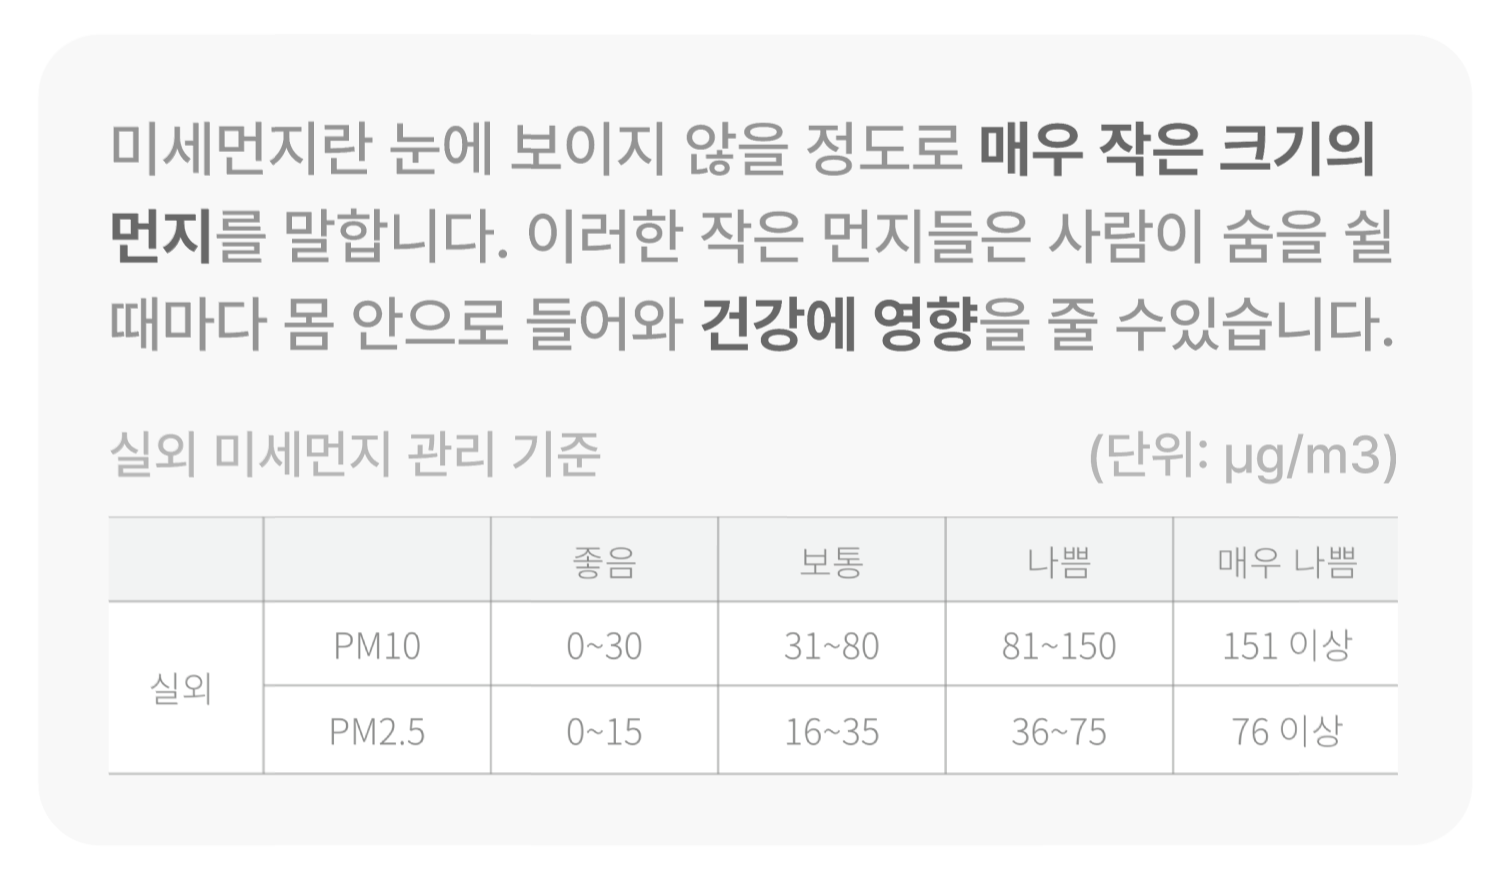 미세먼지란 눈에 보이지 않을 정도로 매우 작은 크기의
먼지를 말합니다. 이러한 작은 먼지들은 사람이 숨을 쉴
때마다 몸 안으로 들어와 건강에 영향을 줄 수있습니다.
실외 미세먼지 관리 기준 (단위: µg/m3)
좋음 보통 나쁨 매우 나쁨
실외
PM10 0~30 31~80 81~150 151 이상
PM2.5 0~15 16~35 36~75 76 이상